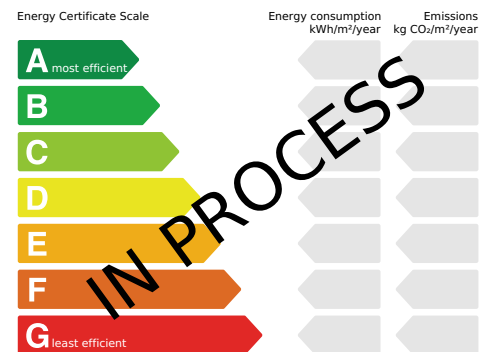 Energy Certificate Scale
Energy consumption
kWh/m²/year
Emissions
kg CO₂/m²/year
A most efficient
B
C
D
E
F
G least efficient
IN PROCESS